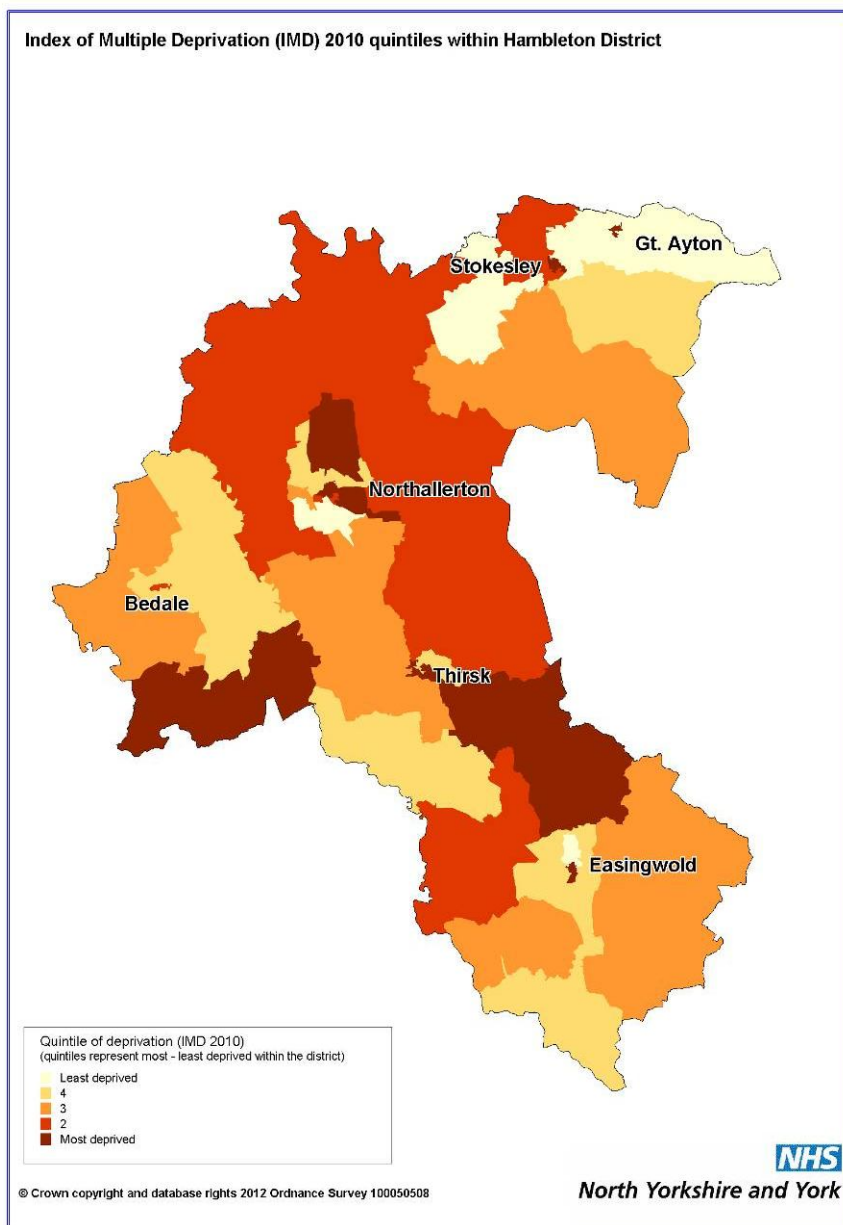 Index of Multiple Deprivation (IMD) 2010 quintiles within Hambleton District
Gt. Ayton
Stokesley
Northallerton
Bedale
Thirsk
Easingwold
Quintile of deprivation (IMD 2010)
(quintiles represent most - least deprived within the district)
Least deprived
4
3
2
Most deprived
NHS
North Yorkshire and York
© Crown copyright and database rights 2012 Ordnance Survey 100050508